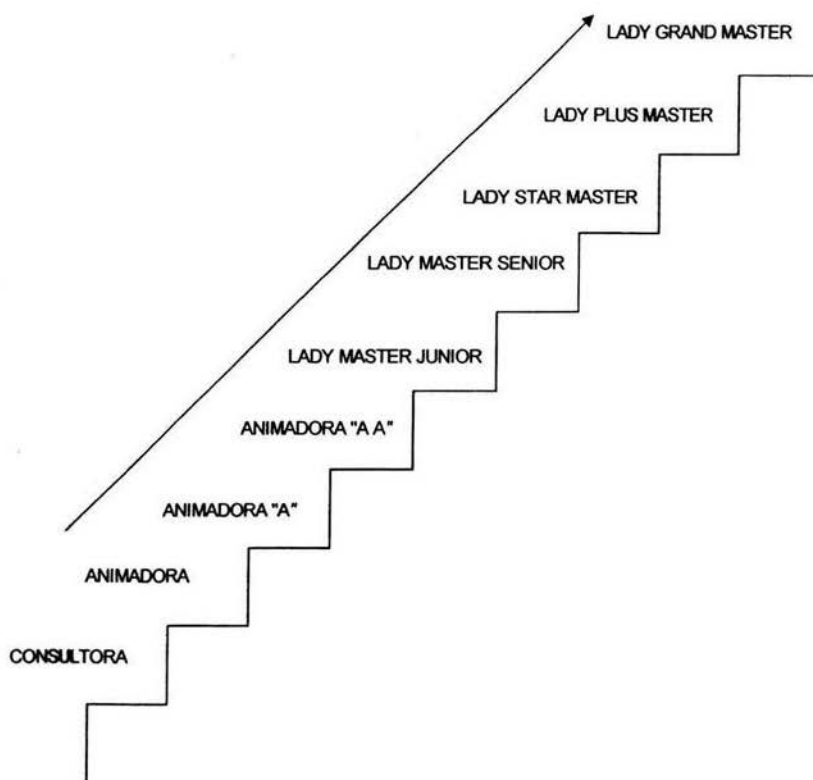 LADY GRAND MASTER
LADY PLUS MASTER
LADY STAR MASTER
LADY MASTER SENIOR
LADY MASTER JUNIOR
ANIMADORA "A A"
ANIMADORA "A"
ANIMADORA
CONSULTORA